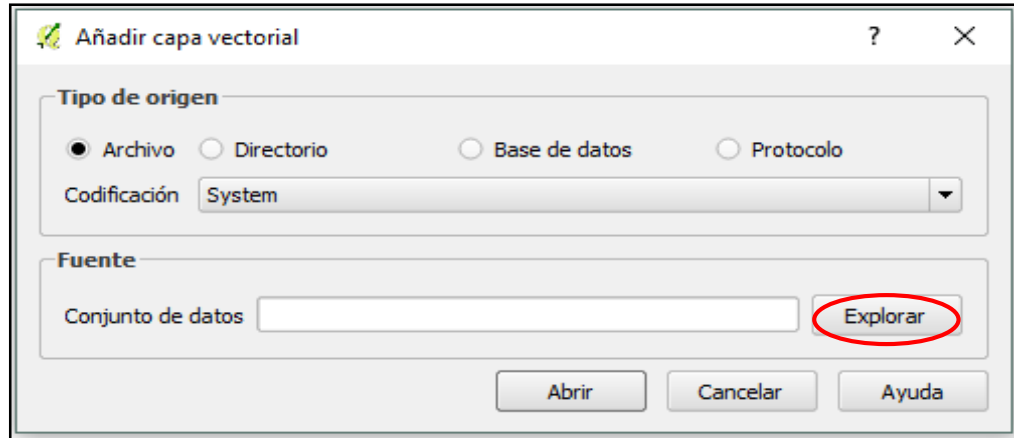 Añadir capa vectorial ? ×
Tipo de origen
Archivo Directorio Base de datos Protocolo
Codificación System
Fuente
Conjunto de datos Explorar
Abrir Cancelar Ayuda